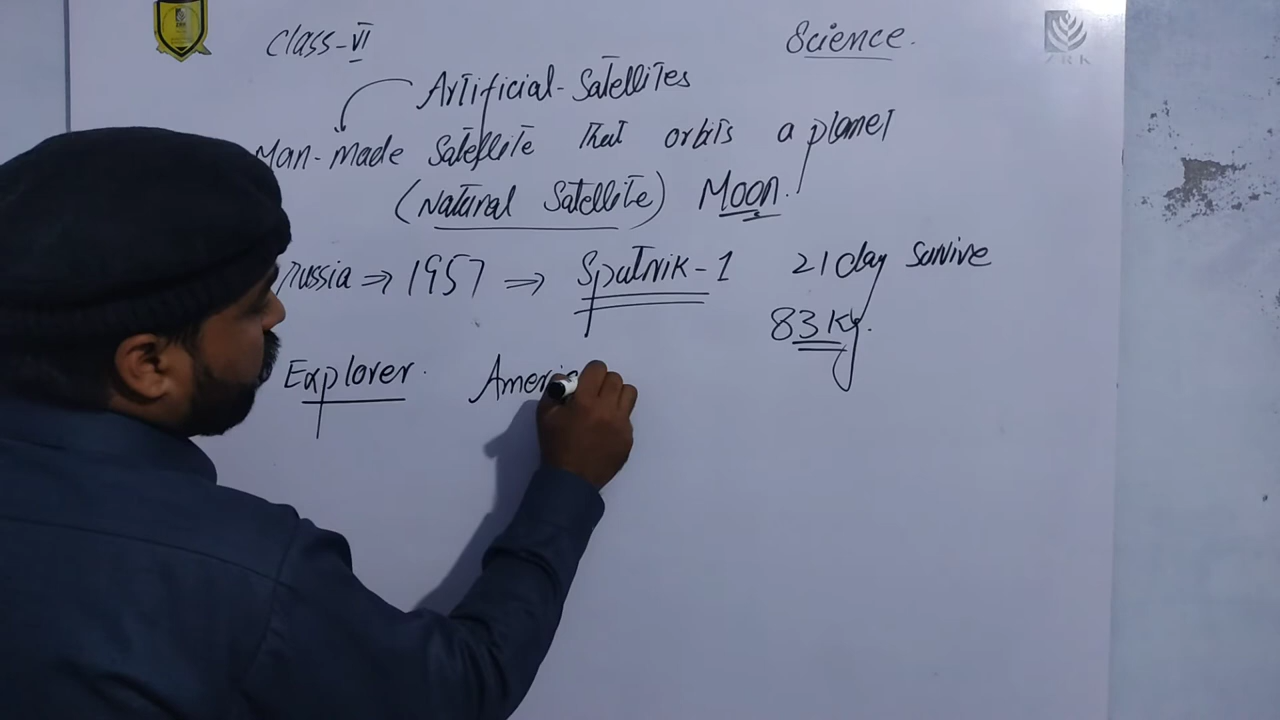 Class-VI
Science.
Artificial-Satellites
Man-made Satellite that orbits a planet
(Natural Satellite) Moon.
Russia ⇒ 1957 ⇒ Sputnik-1 21 day Survive
83 Kg.
Explorer. Ameri
ZRK